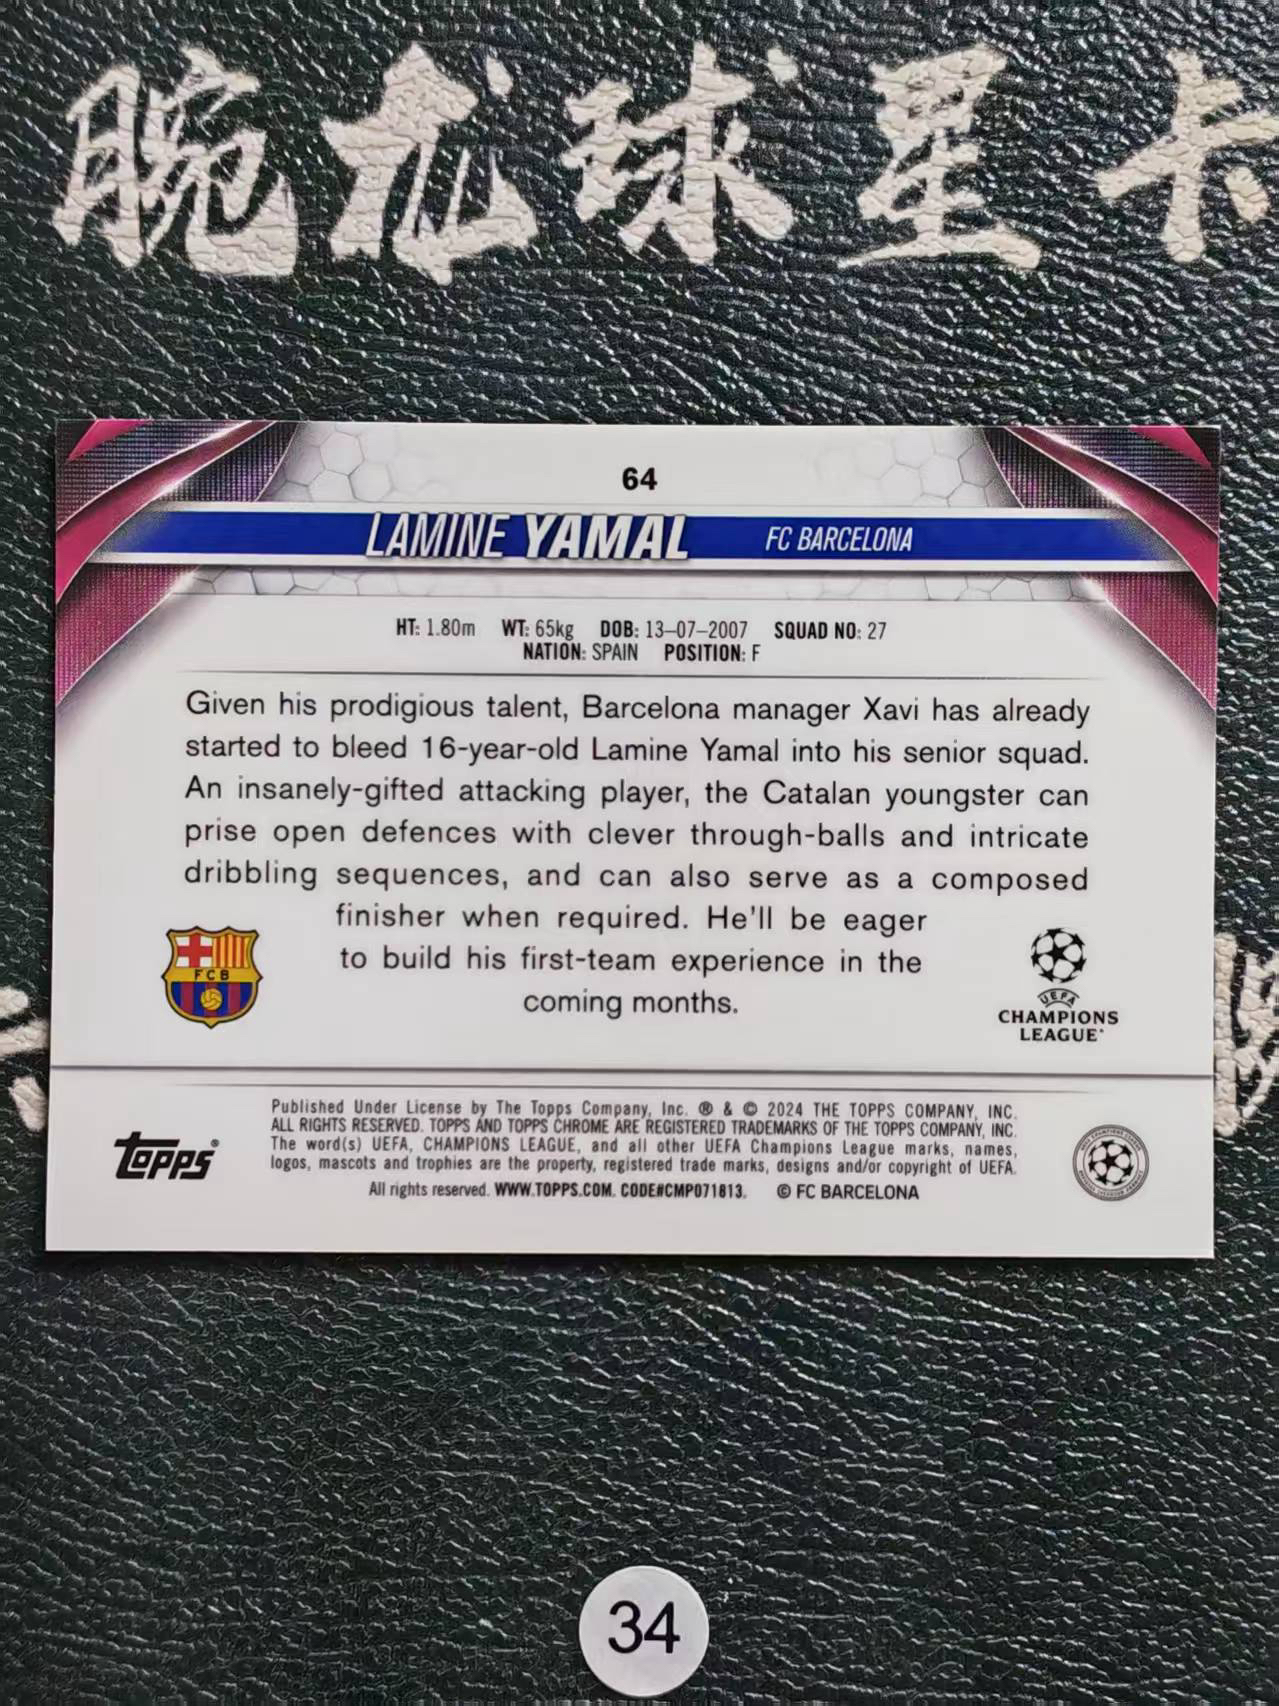 球星卡
64
LAMINE YAMAL FC BARCELONA
HT: 1.80m WT: 65kg DOB: 13–07–2007 SQUAD NO: 27
NATION: SPAIN POSITION: F
Given his prodigious talent, Barcelona manager Xavi has already
started to bleed 16-year-old Lamine Yamal into his senior squad.
An insanely-gifted attacking player, the Catalan youngster can
prise open defences with clever through-balls and intricate
dribbling sequences, and can also serve as a composed
finisher when required. He'll be eager
to build his first-team experience in the
coming months.
FCB
UEFA
CHAMPIONS
LEAGUE®
Published Under License by The Topps Company, Inc. ® & © 2024 THE TOPPS COMPANY, INC.
ALL RIGHTS RESERVED. TOPPS AND TOPPS CHROME ARE REGISTERED TRADEMARKS OF THE TOPPS COMPANY, INC.
The word(s) UEFA, CHAMPIONS LEAGUE, and all other UEFA Champions League marks, names,
logos, mascots and trophies are the property, registered trade marks, designs and/or copyright of UEFA.
All rights reserved. WWW.TOPPS.COM. CODE#CMP071813. © FC BARCELONA
topps®
34